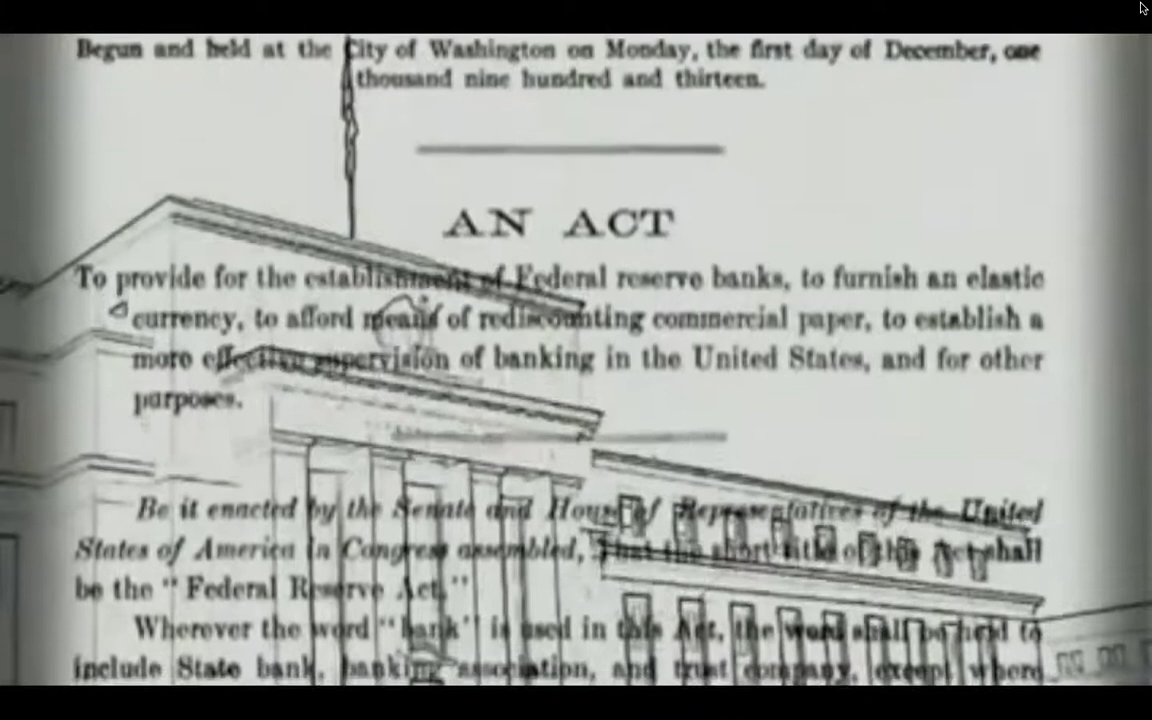 Begun and held at the City of Washington on Monday, the first day of December, one
thousand nine hundred and thirteen.
AN ACT
To provide for the establishment of Federal reserve banks, to furnish an elastic
currency, to afford means of rediscounting commercial paper, to establish a
more effective supervision of banking in the United States, and for other
purposes.
Be it enacted by the Senate and House of Representatives of the United
States of America in Congress assembled, That the short title of this Act shall
be the "Federal Reserve Act."
Wherever the word "bank" is used in this Act, the word shall be held to
include State bank, banking association, and trust company, except where